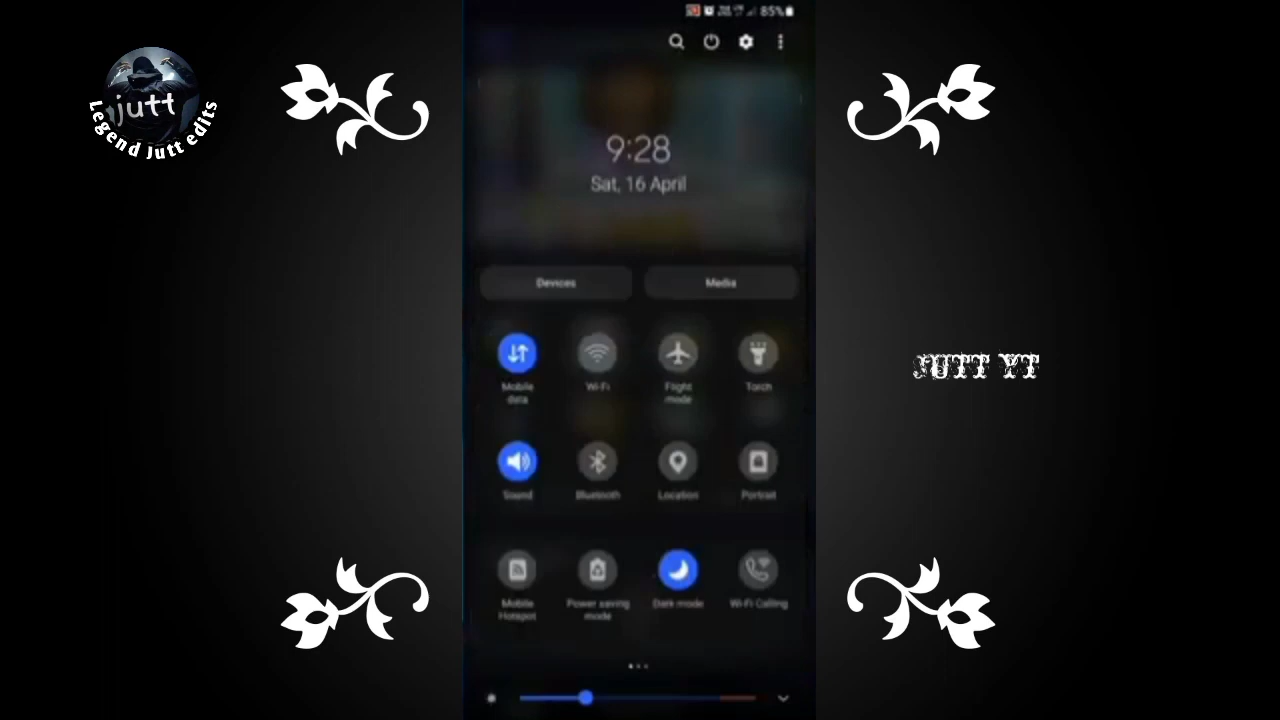 jutt
Legend Jutt edits
85%
9:28
Sat, 16 April
Devices
Media
Mobile data
Wi-Fi
Flight mode
Torch
Sound
Bluetooth
Location
Portrait
Mobile Hotspot
Power saving mode
Dark mode
Wi-Fi Calling
JUTT YT